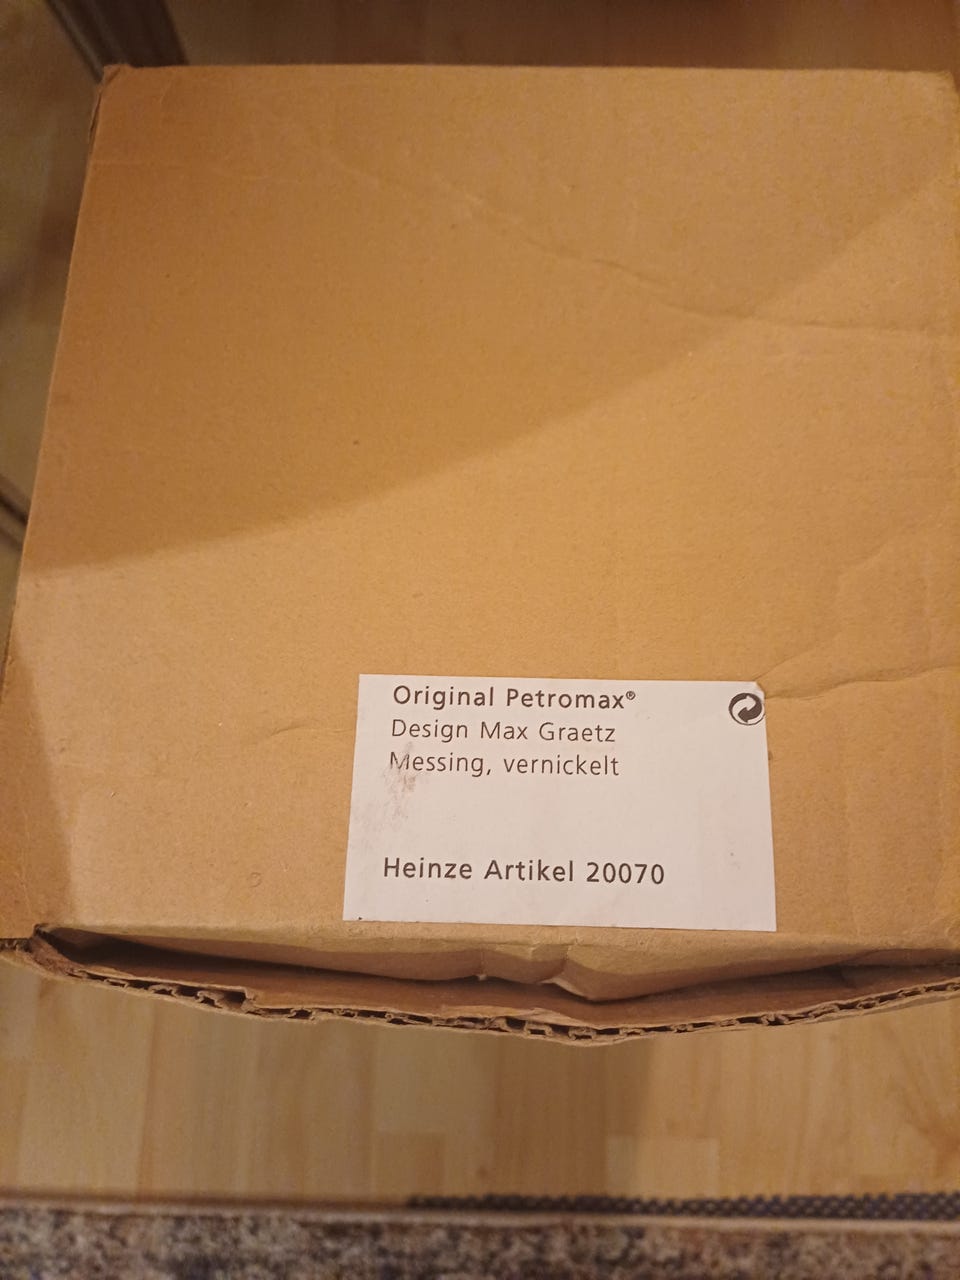 Original Petromax®
Design Max Graetz
Messing, vernickelt
Heinze Artikel 20070